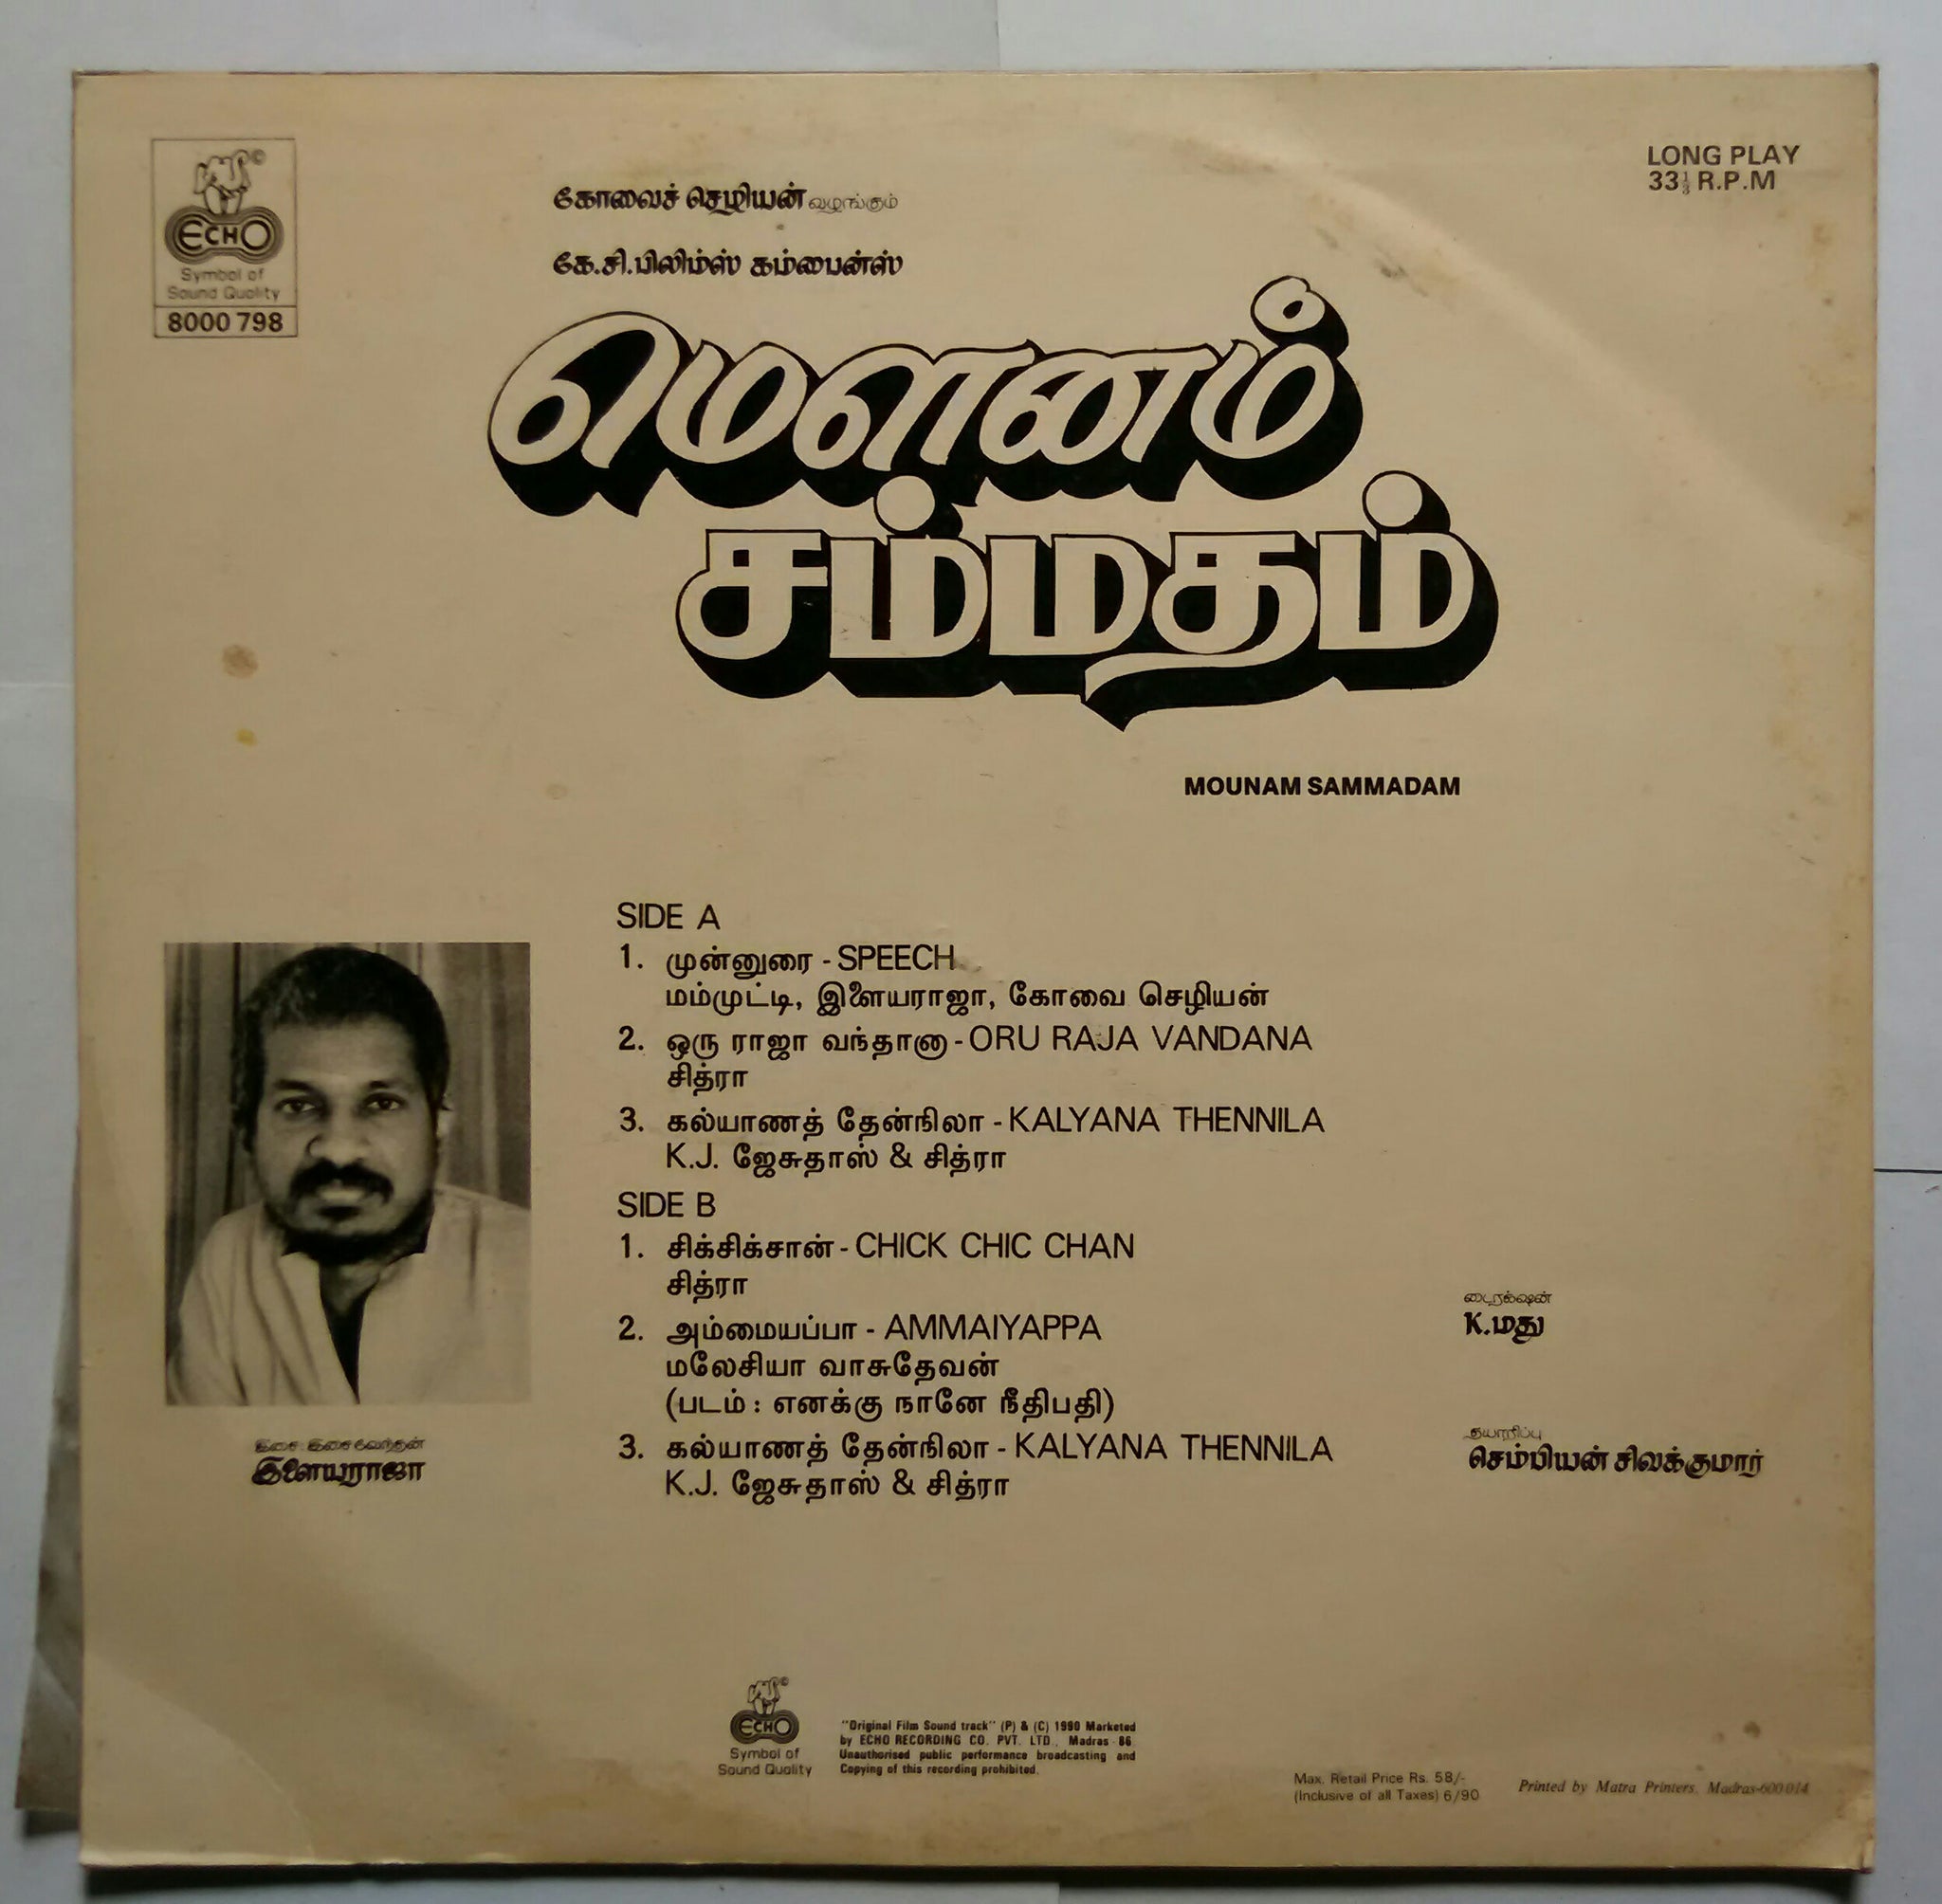 ECHO
Symbol of
Sound Quality
8000 798
LONG PLAY
33⅓ R.P.M
கோவைச் செழியன் வழங்கும்
கே.சி.பிலிம்ஸ் கம்பைன்ஸ்
மௌனம்
சம்மதம்
MOUNAM SAMMADAM
SIDE A
1. முன்னுரை - SPEECH
மம்முட்டி, இளையராஜா, கோவை செழியன்
2. ஒரு ராஜா வந்தானா - ORU RAJA VANDANA
சித்ரா
3. கல்யாணத் தேன்நிலா - KALYANA THENNILA
K.J. ஜேசுதாஸ் & சித்ரா
SIDE B
1. சிக்சிக்சான் - CHICK CHIC CHAN
சித்ரா
2. அம்மையப்பா - AMMAIYAPPA
மலேசியா வாசுதேவன்
(படம் : எனக்கு நானே நீதிபதி)
3. கல்யாணத் தேன்நிலா - KALYANA THENNILA
K.J. ஜேசுதாஸ் & சித்ரா
இசை : இசைவேந்தன்
இளையராஜா
டைரக்‌ஷன்
K.மது
தயாரிப்பு
செம்பியன் சிவக்குமார்
ECHO
Symbol of
Sound Quality
"Original Film Sound track" (P) & (C) 1990 Marketed
by ECHO RECORDING CO. PVT. LTD., Madras - 86
Unauthorised public performance broadcasting and
Copying of this recording prohibited.
Max. Retail Price Rs. 58/-
(Inclusive of all Taxes) 6/90
Printed by Matra Printers, Madras-600 014